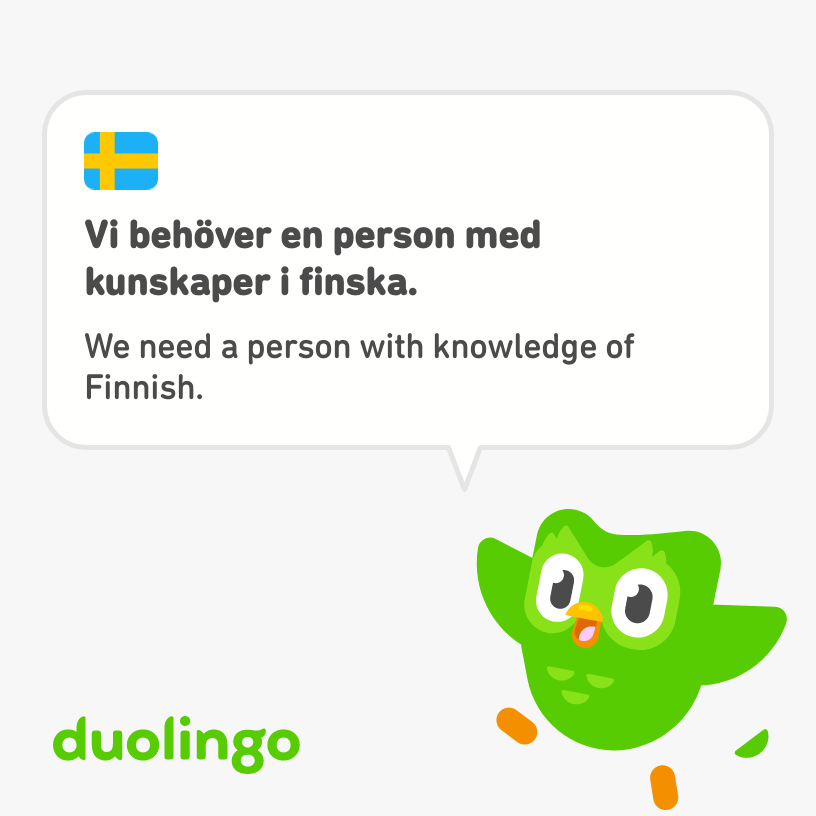 Vi behöver en person med
kunskaper i finska.
We need a person with knowledge of
Finnish.
duolingo